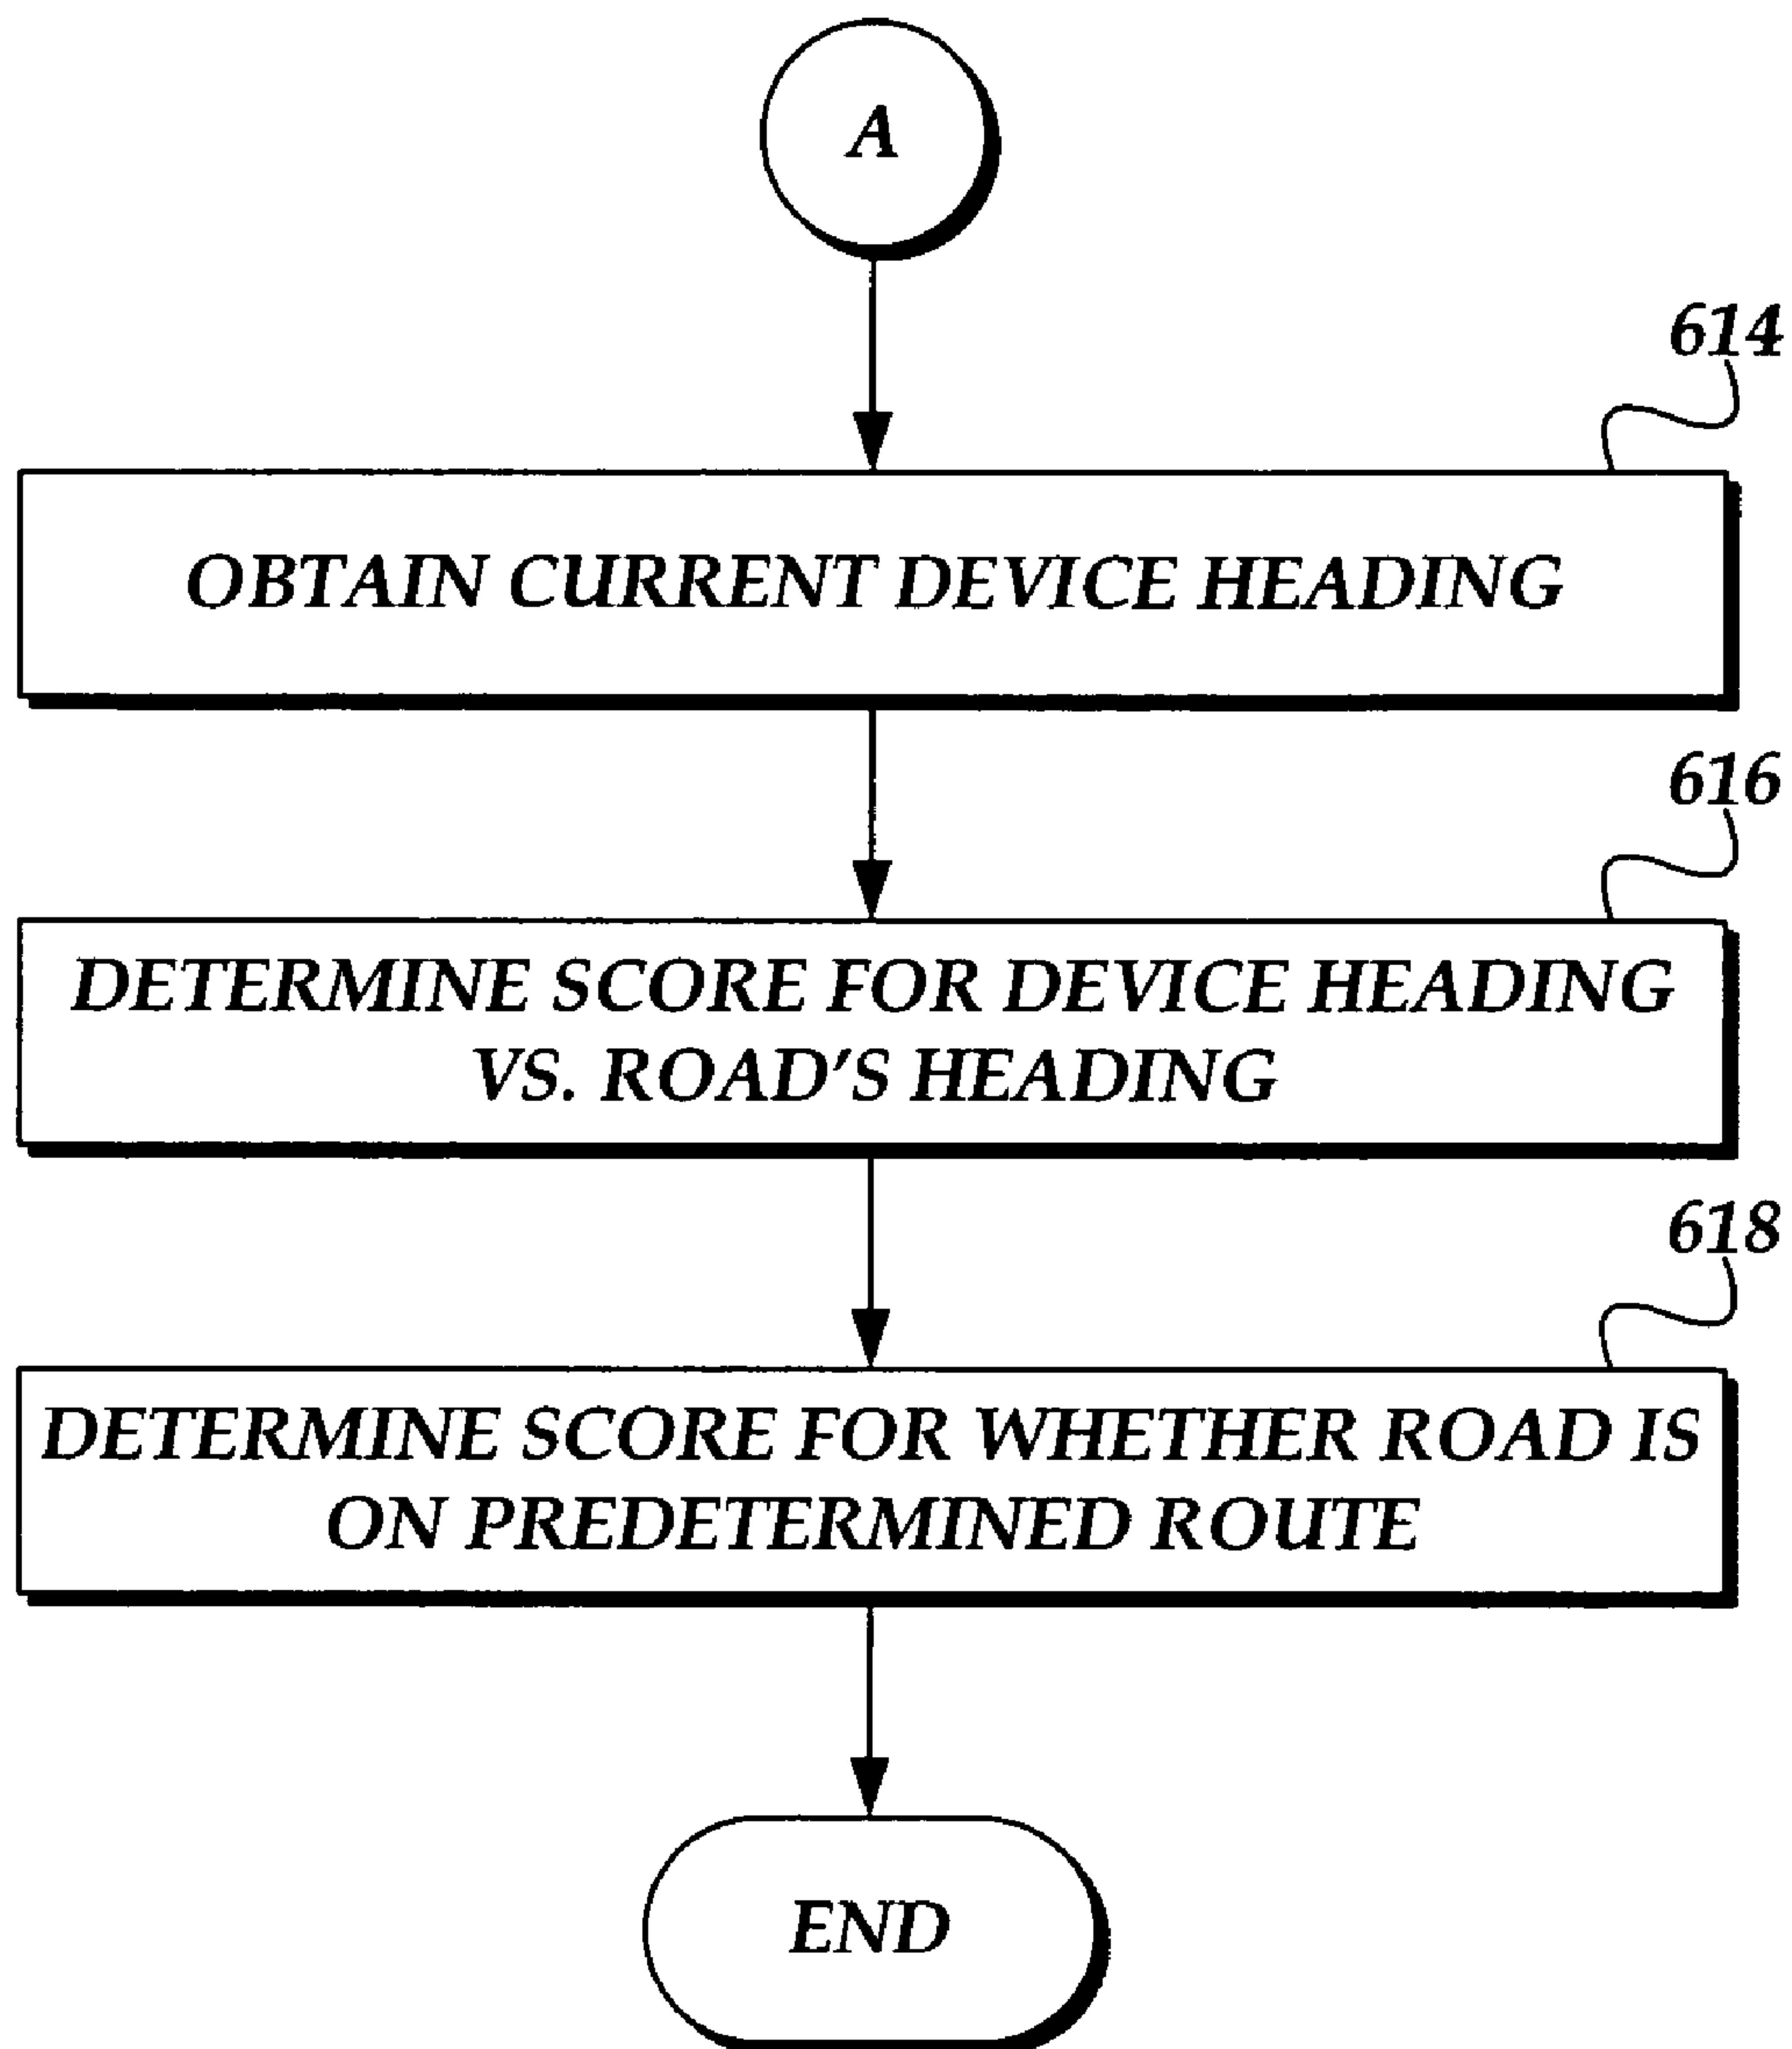 A
614
OBTAIN CURRENT DEVICE HEADING
616
DETERMINE SCORE FOR DEVICE HEADING
VS. ROAD'S HEADING
618
DETERMINE SCORE FOR WHETHER ROAD IS
ON PREDETERMINED ROUTE
END